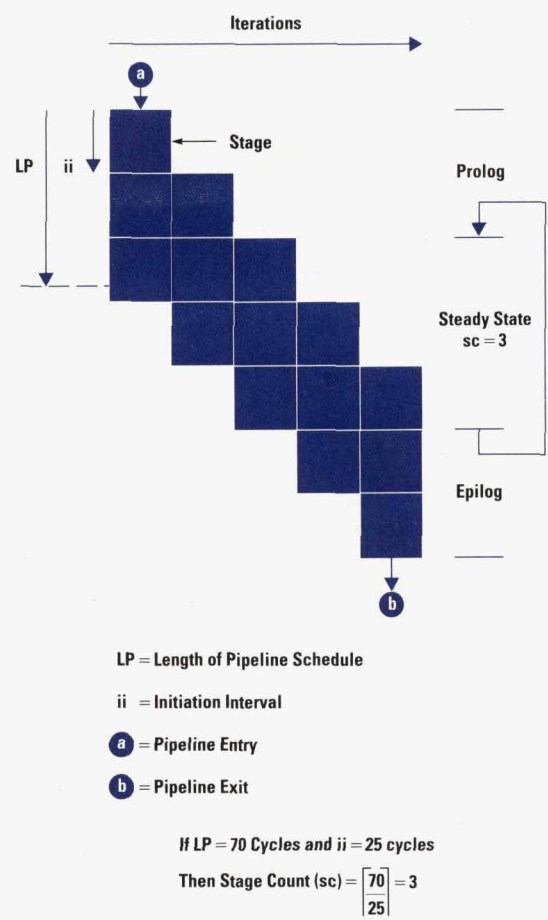 Iterations
a
Stage
LP
ii
Prolog
Steady State
sc = 3
Epilog
b
LP = Length of Pipeline Schedule
ii = Initiation Interval
a = Pipeline Entry
b = Pipeline Exit
If LP = 70 Cycles and ii = 25 cycles
Then Stage Count (sc) = ⌈70/25⌉ = 3